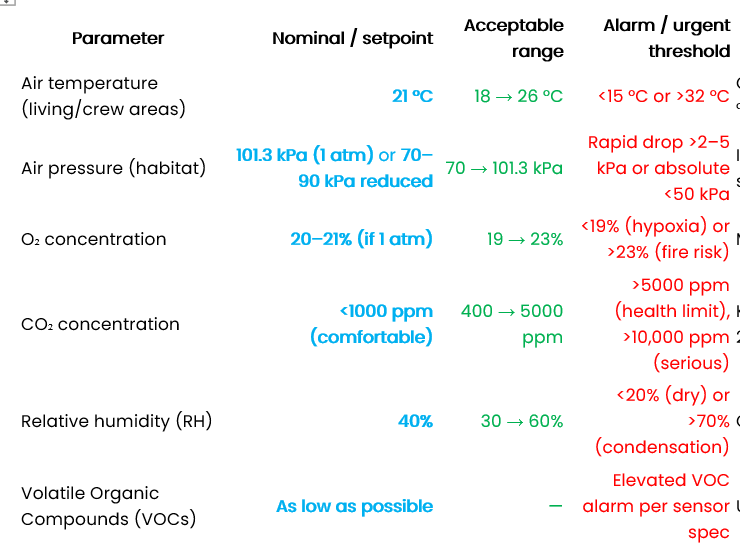 Parameter Nominal / setpoint Acceptable range Alarm / urgent threshold
Air temperature (living/crew areas) 21 °C 18 → 26 °C <15 °C or >32 °C
Air pressure (habitat) 101.3 kPa (1 atm) or 70–90 kPa reduced 70 → 101.3 kPa Rapid drop >2–5 kPa or absolute <50 kPa
O₂ concentration 20–21% (if 1 atm) 19 → 23% <19% (hypoxia) or >23% (fire risk)
CO₂ concentration <1000 ppm (comfortable) 400 → 5000 ppm >5000 ppm (health limit), >10,000 ppm (serious)
Relative humidity (RH) 40% 30 → 60% <20% (dry) or >70% (condensation)
Volatile Organic Compounds (VOCs) As low as possible — Elevated VOC alarm per sensor spec